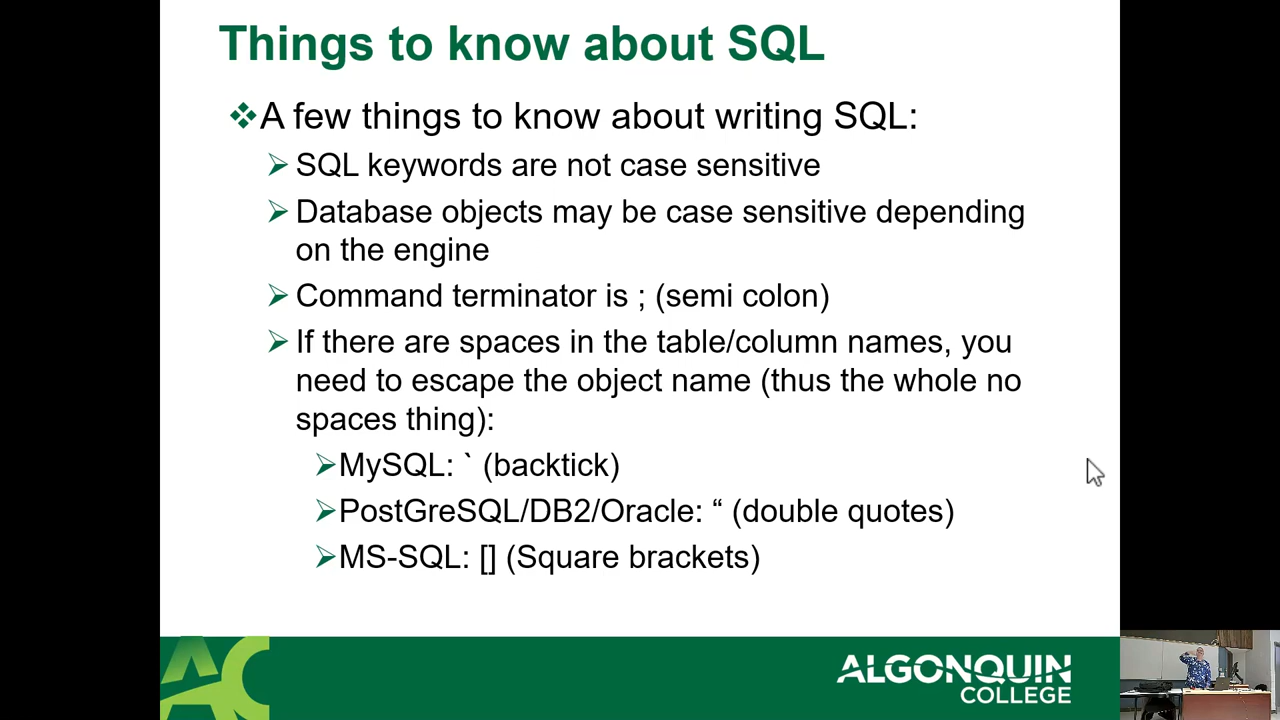 Things to know about SQL
A few things to know about writing SQL:
SQL keywords are not case sensitive
Database objects may be case sensitive depending
on the engine
Command terminator is ; (semi colon)
If there are spaces in the table/column names, you
need to escape the object name (thus the whole no
spaces thing):
MySQL: ` (backtick)
PostGreSQL/DB2/Oracle: “ (double quotes)
MS-SQL: [] (Square brackets)
AC
ALGONQUIN
COLLEGE